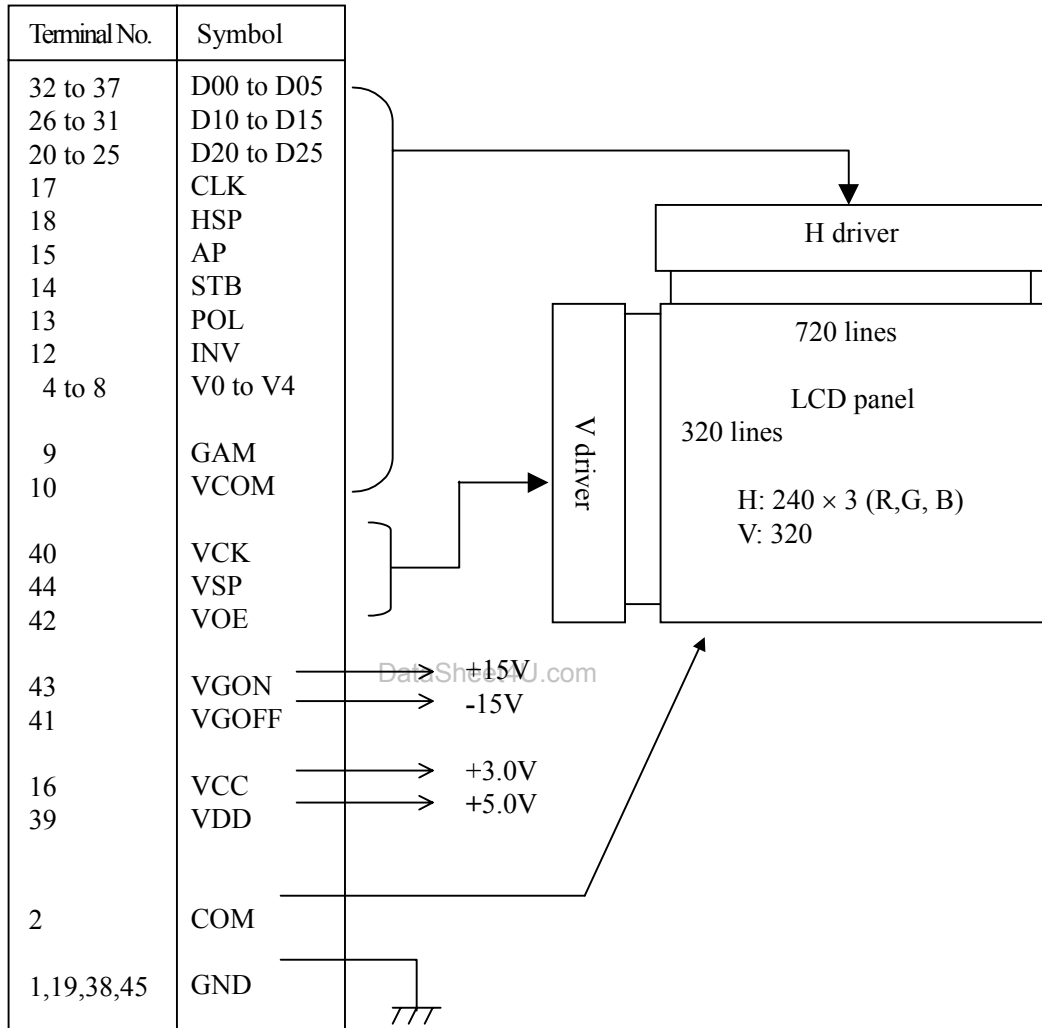 Terminal No. Symbol
32 to 37 D00 to D05
26 to 31 D10 to D15
20 to 25 D20 to D25
17 CLK
18 HSP
15 AP
14 STB
13 POL
12 INV
4 to 8 V0 to V4
9 GAM
10 VCOM
40 VCK
44 VSP
42 VOE
43 VGON +15V
41 VGOFF -15V
16 VCC +3.0V
39 VDD +5.0V
2 COM
1,19,38,45 GND
H driver
V driver
720 lines
LCD panel
320 lines
H: 240 × 3 (R,G, B)
V: 320
DataSheet4U.com